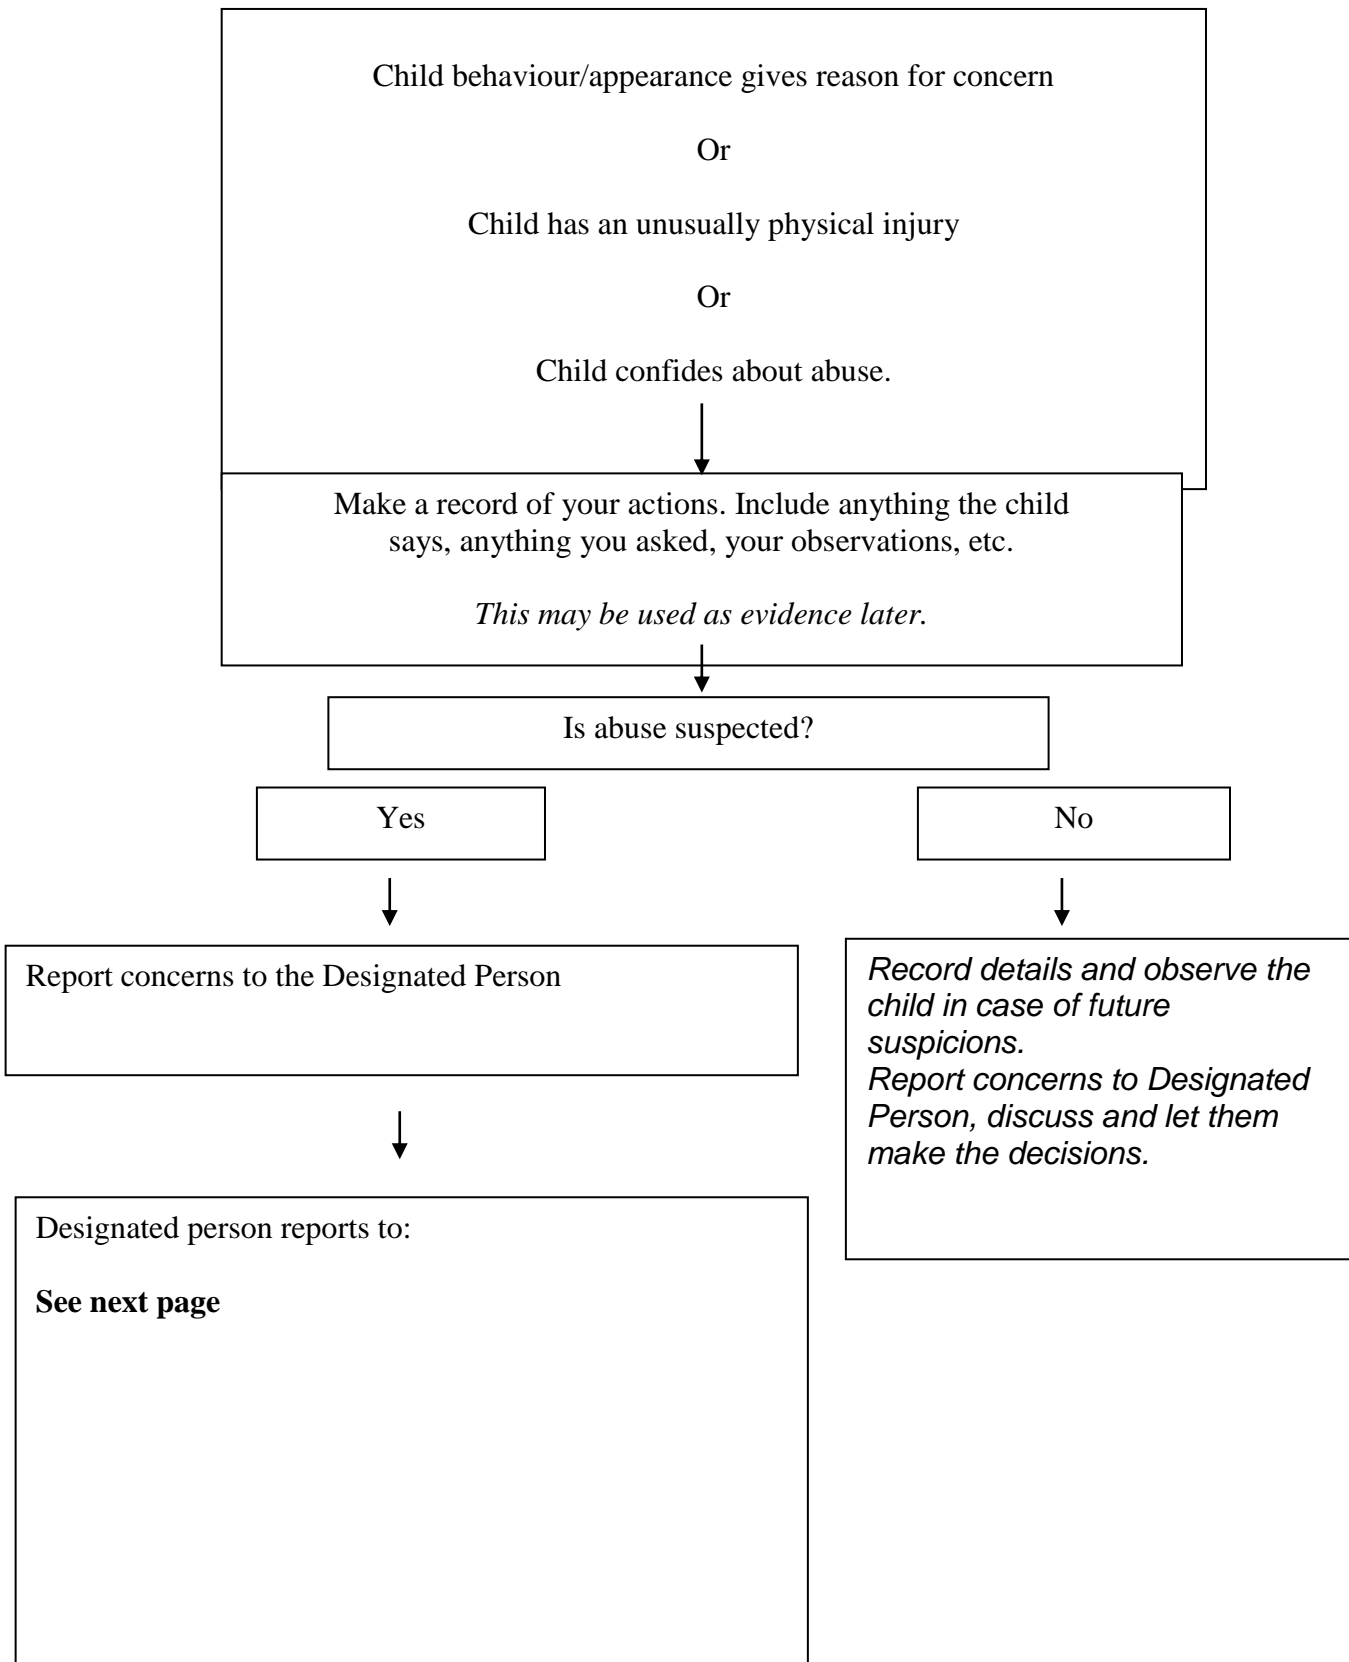 Child behaviour/appearance gives reason for concern
Or
Child has an unusually physical injury
Or
Child confides about abuse.
Make a record of your actions. Include anything the child
says, anything you asked, your observations, etc.
This may be used as evidence later.
Is abuse suspected?
Yes
No
Report concerns to the Designated Person
Record details and observe the
child in case of future
suspicions.
Report concerns to Designated
Person, discuss and let them
make the decisions.
Designated person reports to:
See next page